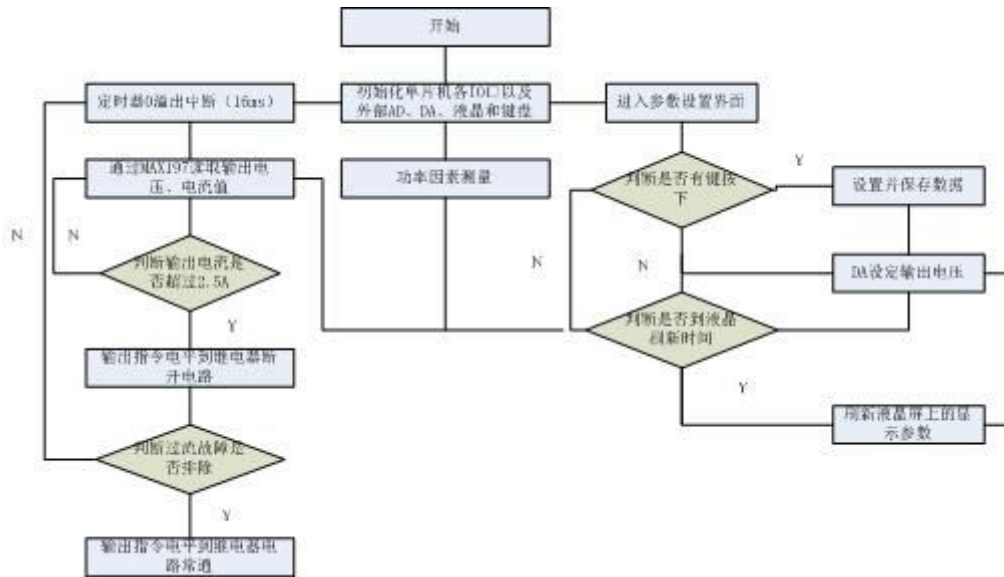 开始
定时器0溢出中断（16ms）
初始化单片机各IO口以及
外部AD、DA、液晶和键盘
进入参数设置界面
通过MAX197读取输出电
压、电流值
功率因素测量
判断是否有键按
下
Y
设置并保存数据
N
N
判断输出电流是
否超过2.5A
N
N
DA设定输出电压
Y
判断是否到液晶
刷新时间
输出指令电平到继电器断
开电路
Y
刷新液晶屏上的显
示参数
判断过流故障是
否排除
Y
输出指令电平到继电器电
路常通